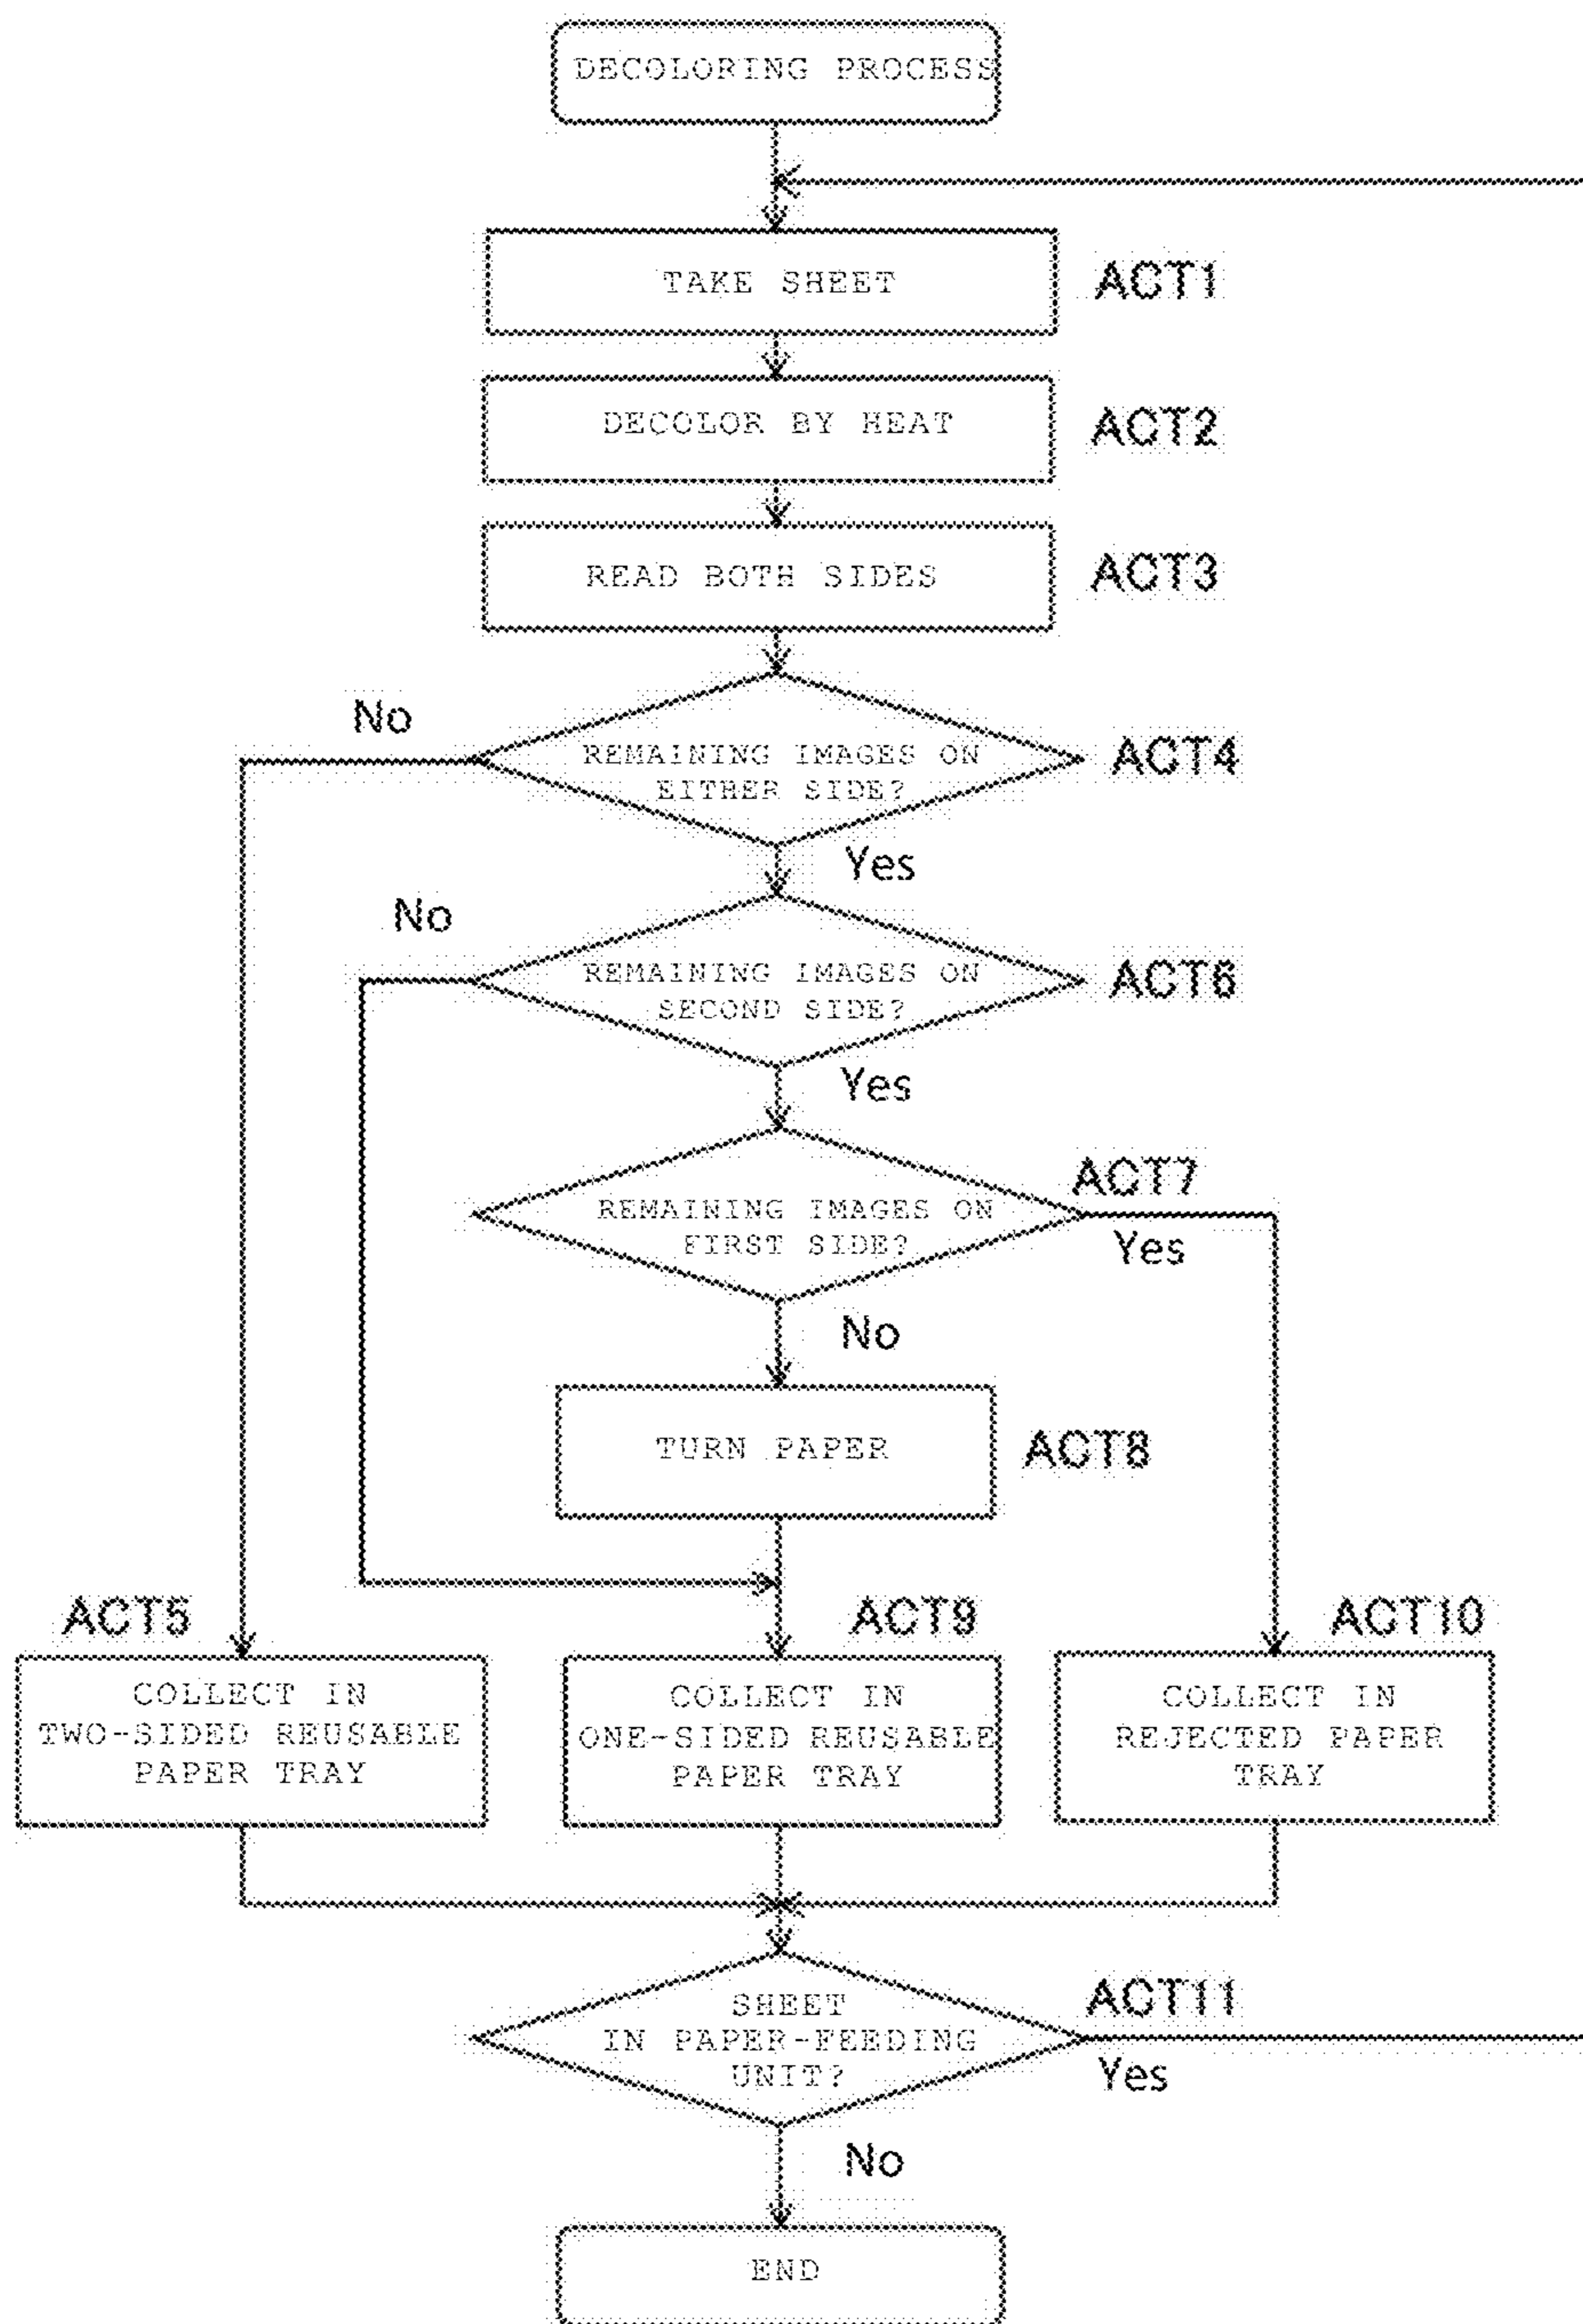 DECOLORING PROCESS
TAKE SHEET
ACT1
DECOLOR BY HEAT
ACT2
READ BOTH SIDES
ACT3
No
REMAINING IMAGES ON
EITHER SIDE?
ACT4
Yes
No
REMAINING IMAGES ON
SECOND SIDE?
ACT6
Yes
ACT7
REMAINING IMAGES ON
FIRST SIDE?
Yes
No
TURN PAPER
ACT8
ACT5
ACT9
ACT10
COLLECT IN
TWO-SIDED REUSABLE
PAPER TRAY
COLLECT IN
ONE-SIDED REUSABLE
PAPER TRAY
COLLECT IN
REJECTED PAPER
TRAY
ACT11
SHEET
IN PAPER-FEEDING
UNIT?
Yes
No
END